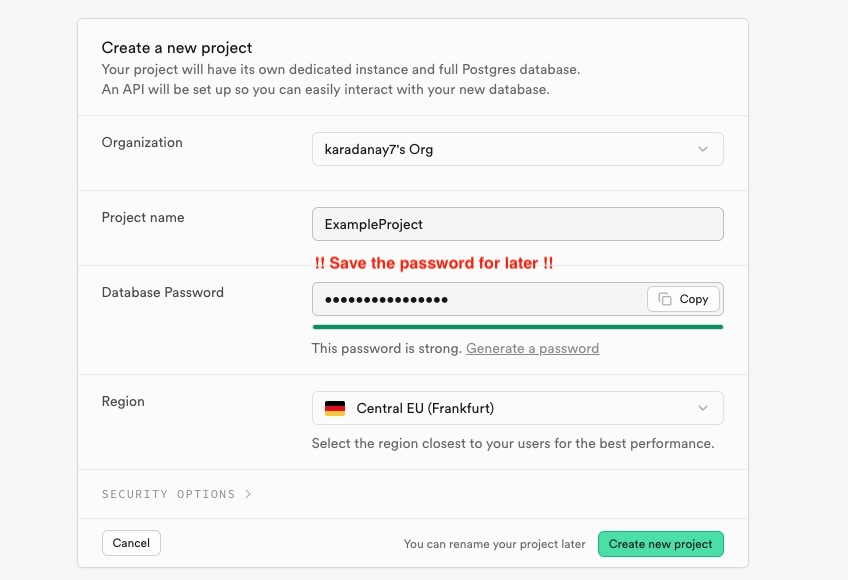 Create a new project
Your project will have its own dedicated instance and full Postgres database.
An API will be set up so you can easily interact with your new database.
Organization
karadanay7's Org
Project name
ExampleProject
!! Save the password for later !!
Database Password
••••••••••••••••
Copy
This password is strong. Generate a password
Region
Central EU (Frankfurt)
Select the region closest to your users for the best performance.
SECURITY OPTIONS >
Cancel
You can rename your project later
Create new project